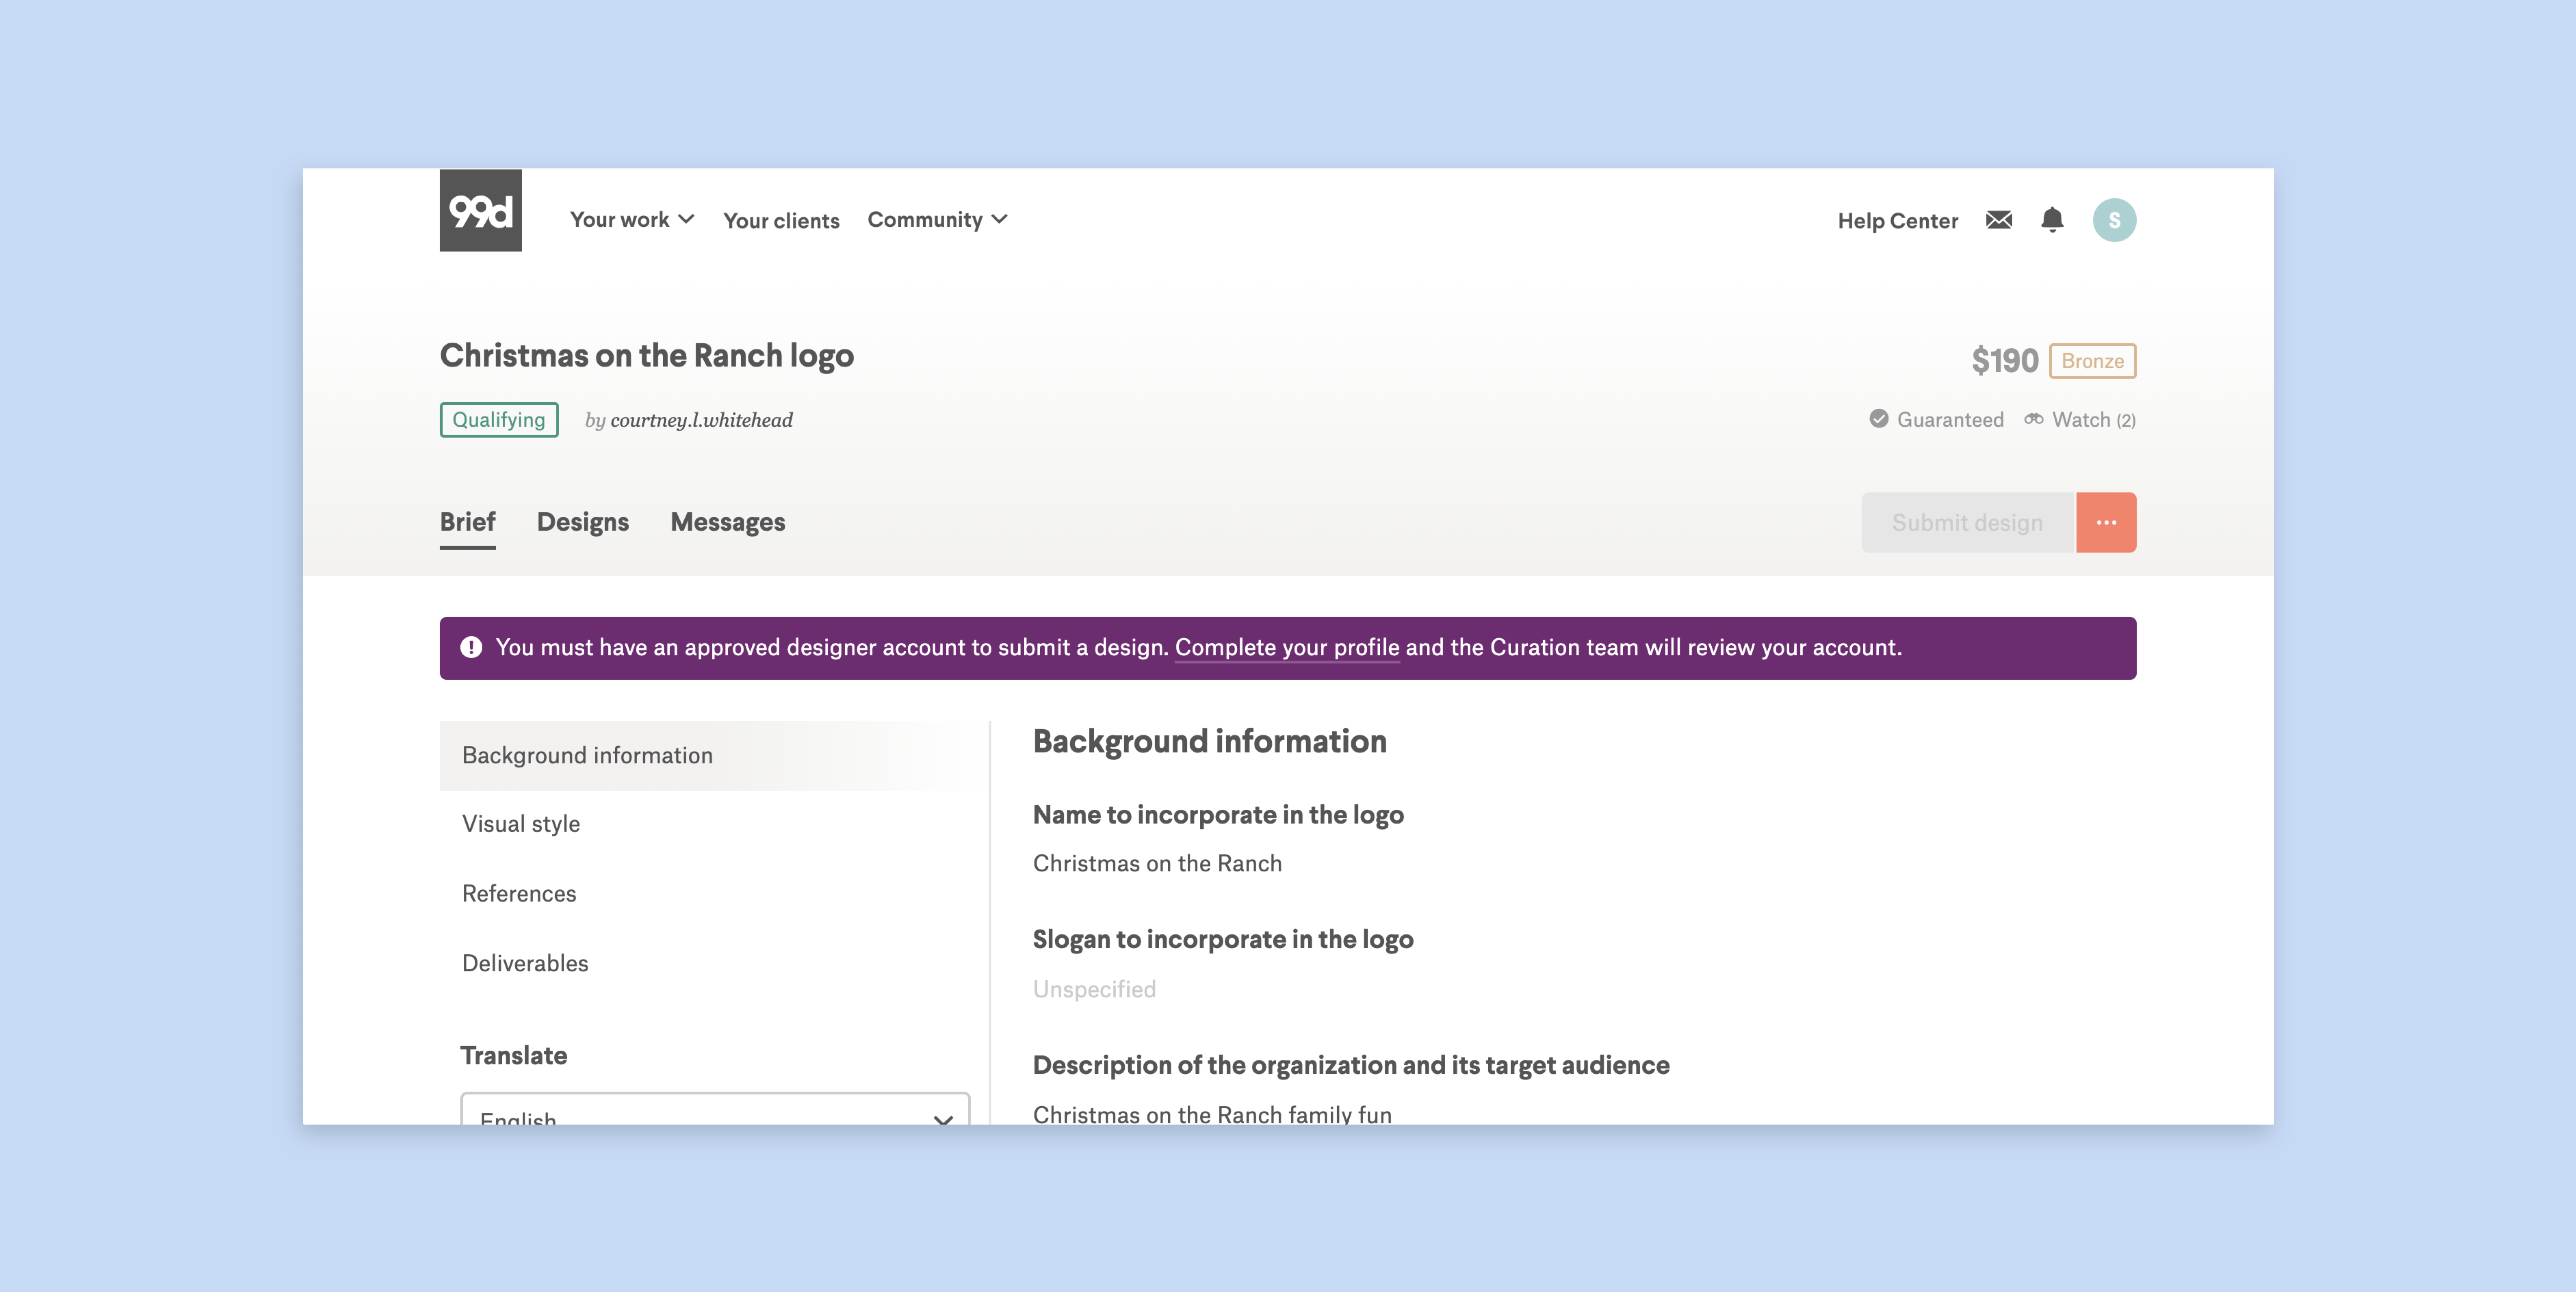 99d
Your work
Your clients
Community
Help Center
S
Christmas on the Ranch logo
$190
Bronze
Qualifying
by courtney.l.whitehead
Guaranteed
Watch (2)
Brief
Designs
Messages
Submit design
You must have an approved designer account to submit a design. Complete your profile and the Curation team will review your account.
Background information
Visual style
References
Deliverables
Translate
English
Background information
Name to incorporate in the logo
Christmas on the Ranch
Slogan to incorporate in the logo
Unspecified
Description of the organization and its target audience
Christmas on the Ranch family fun